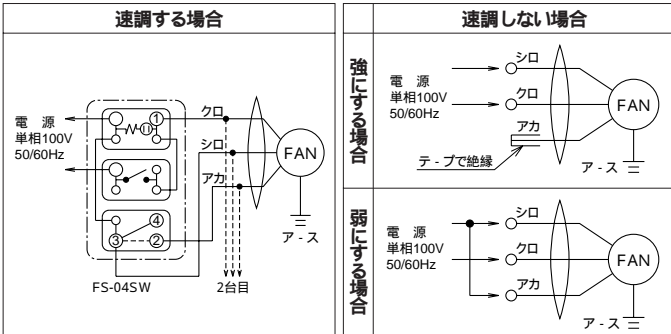 速調する場合
電 源
単相100V
50/60Hz
①
④
③
②
クロ
シロ
アカ
FAN
ア-ス
FS-04SW
2台目
速調しない場合
強にする場合
電 源
単相100V
50/60Hz
シロ
クロ
アカ
FAN
テ-プで絶縁
ア-ス
弱にする場合
電 源
単相100V
50/60Hz
シロ
クロ
アカ
FAN
ア-ス